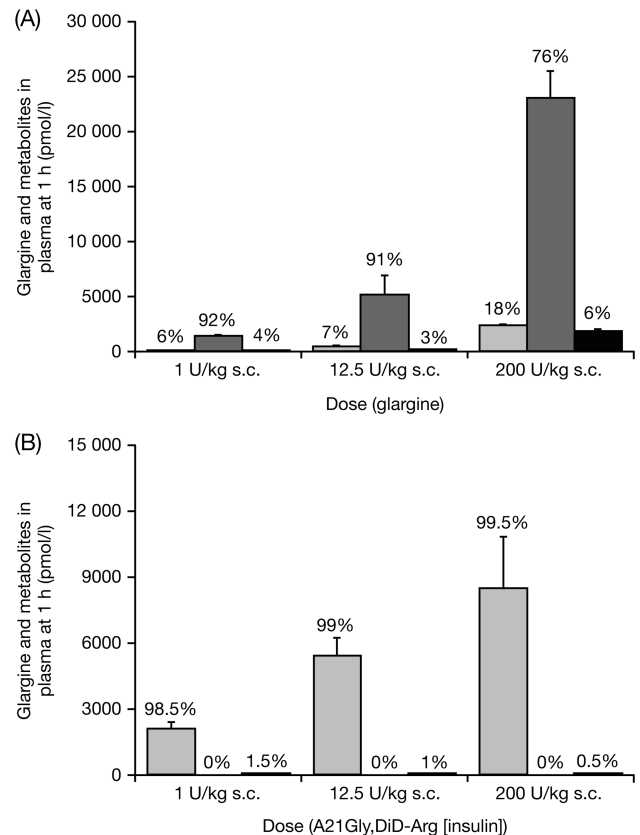 (A)
30 000
25 000
20 000
15 000
10 000
5000
0
Glargine and metabolites in
plasma at 1 h (pmol/l)
6%
92%
4%
7%
91%
3%
18%
76%
6%
1 U/kg s.c.
12.5 U/kg s.c.
200 U/kg s.c.
Dose (glargine)
(B)
15 000
12 000
9000
6000
3000
0
Glargine and metabolites in
plasma at 1 h (pmol/l)
98.5%
0%
1.5%
99%
0%
1%
99.5%
0%
0.5%
1 U/kg s.c.
12.5 U/kg s.c.
200 U/kg s.c.
Dose (A21Gly,DiD-Arg [insulin])